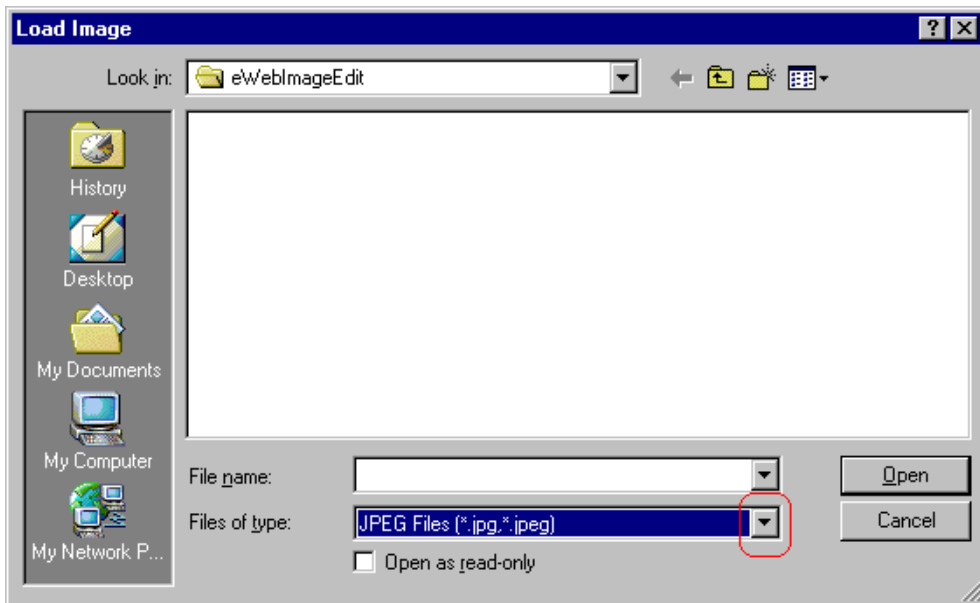 Load Image
Look in: eWebImageEdit
History
Desktop
My Documents
My Computer
My Network P...
File name:
Open
Files of type: JPEG Files (*.jpg,*.jpeg)
Cancel
Open as read-only